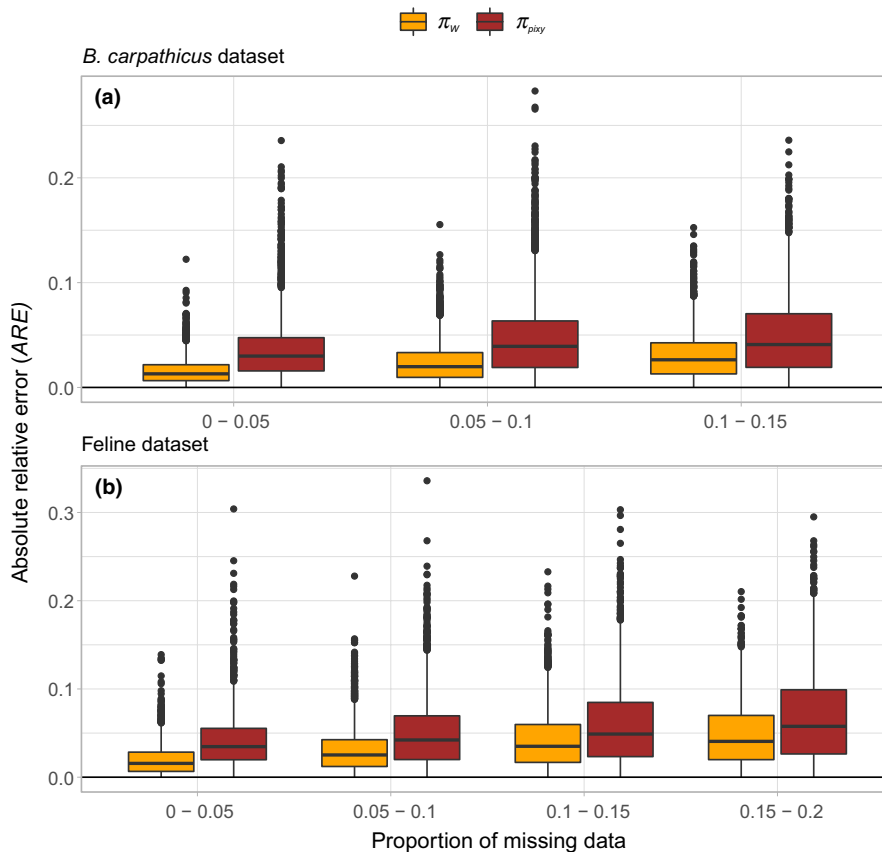 π_W π_pixy
B. carpathicus dataset
(a)
0.2
0.1
0.0
0 − 0.05 0.05 − 0.1 0.1 − 0.15
Feline dataset
(b)
0.3
0.2
0.1
0.0
0 − 0.05 0.05 − 0.1 0.1 − 0.15 0.15 − 0.2
Proportion of missing data
Absolute relative error (ARE)